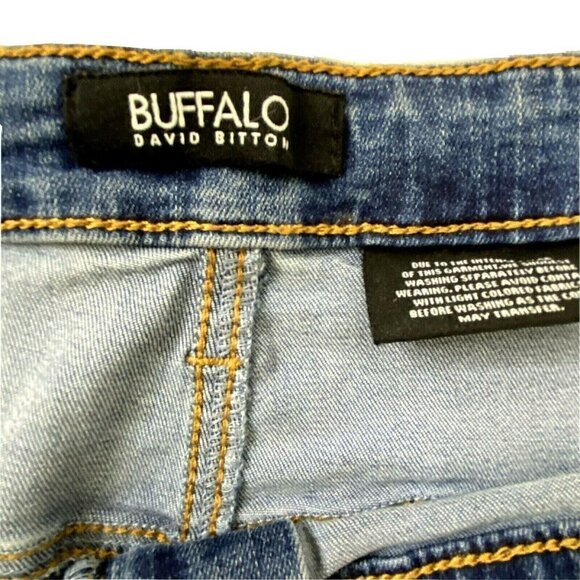 BUFFALO
DAVID BITTON
DUE TO THE
OF THIS GARMENT
WASHING SEPARATELY BEFORE
WEARING. PLEASE AVOID
WITH LIGHT COLORED FABRIC
BEFORE WASHING AS THE
MAY TRANSFER.